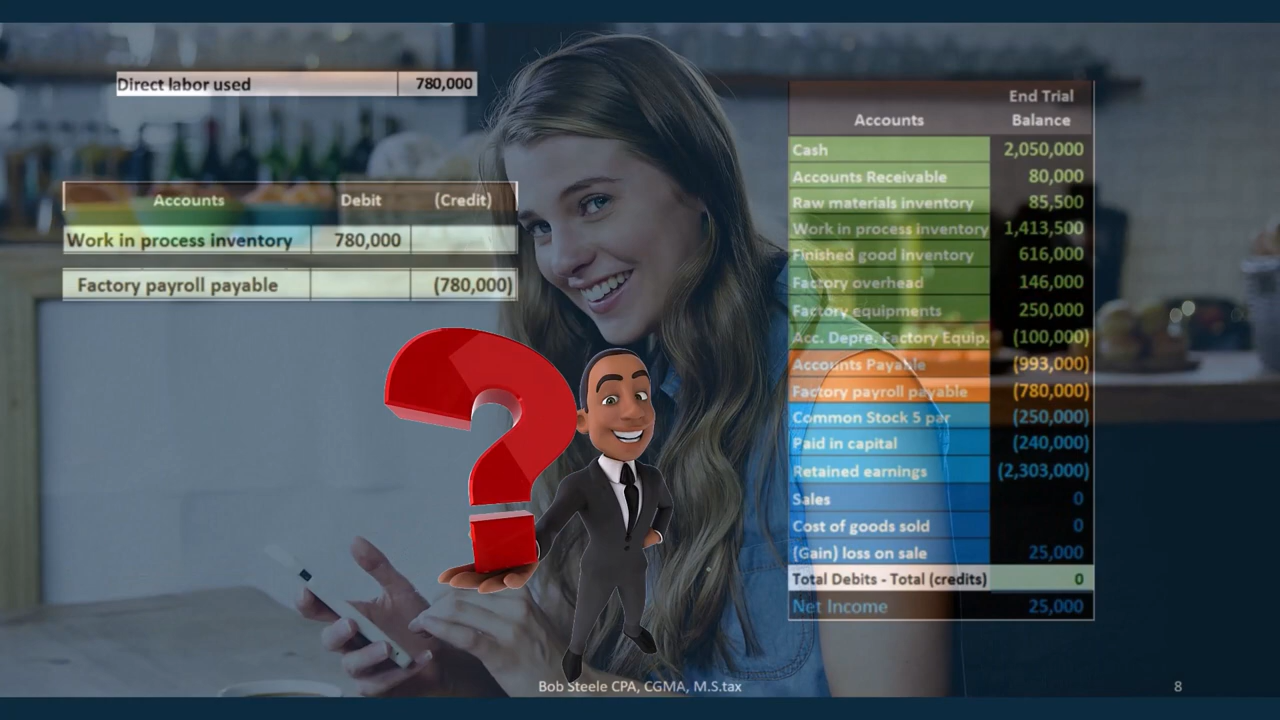 Direct labor used 780,000
Accounts Debit (Credit)
Work in process inventory 780,000
Factory payroll payable (780,000)
End Trial
Accounts Balance
Cash 2,050,000
Accounts Receivable 80,000
Raw materials inventory 85,500
Work in process inventory 1,413,500
Finished good inventory 616,000
Factory overhead 146,000
Factory equipments 250,000
Acc. Depre. Factory Equip. (100,000)
Accounts Payable (993,000)
Factory payroll payable (780,000)
Common Stock 5 par (250,000)
Paid in capital (240,000)
Retained earnings (2,303,000)
Sales 0
Cost of goods sold 0
(Gain) loss on sale 25,000
Total Debits - Total (credits) 0
Net Income 25,000
Bob Steele CPA, CGMA, M.S.tax
8